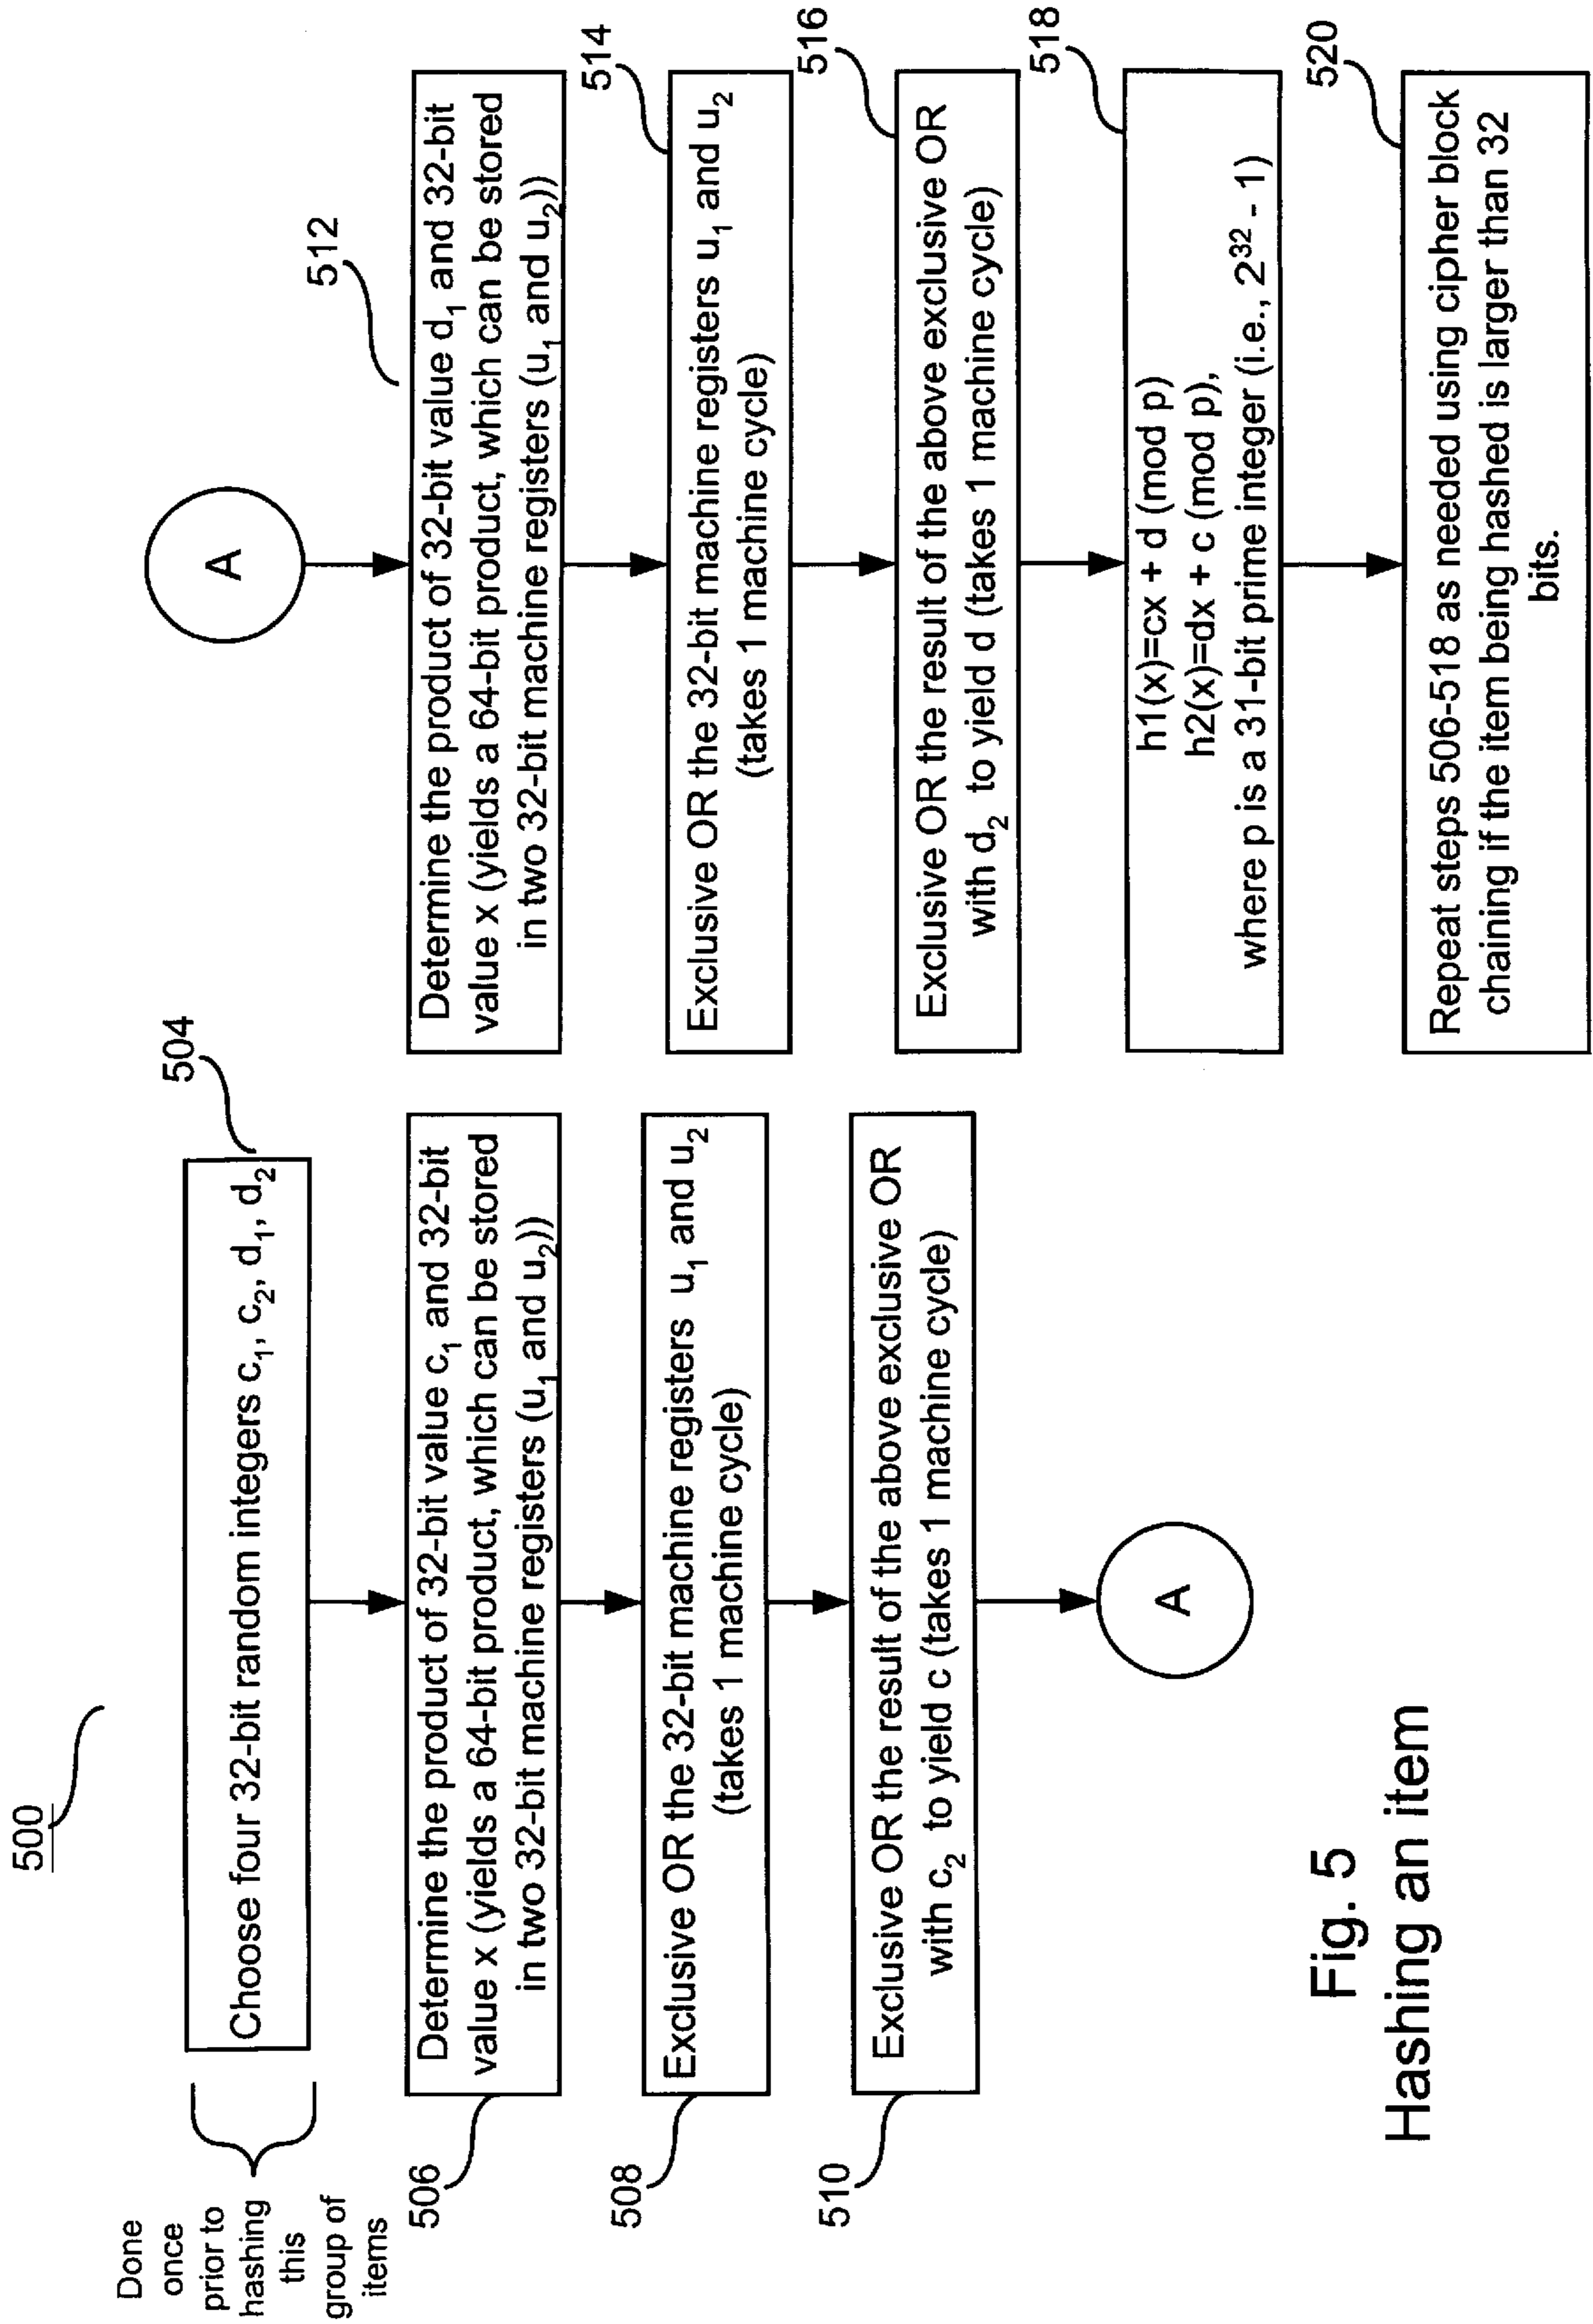 500
Done
once
prior to
hashing
this
group of
items
504
Choose four 32-bit random integers c₁, c₂, d₁, d₂
506
Determine the product of 32-bit value c₁ and 32-bit
value x (yields a 64-bit product, which can be stored
in two 32-bit machine registers (u₁ and u₂))
508
Exclusive OR the 32-bit machine registers u₁ and u₂
(takes 1 machine cycle)
510
Exclusive OR the result of the above exclusive OR
with c₂ to yield c (takes 1 machine cycle)
A
A
512
Determine the product of 32-bit value d₁ and 32-bit
value x (yields a 64-bit product, which can be stored
in two 32-bit machine registers (u₁ and u₂))
514
Exclusive OR the 32-bit machine registers u₁ and u₂
(takes 1 machine cycle)
516
Exclusive OR the result of the above exclusive OR
with d₂ to yield d (takes 1 machine cycle)
518
h1(x)=cx + d (mod p)
h2(x)=dx + c (mod p),
where p is a 31-bit prime integer (i.e., 2³² - 1)
520
Repeat steps 506-518 as needed using cipher block
chaining if the item being hashed is larger than 32
bits.
Fig. 5
Hashing an item